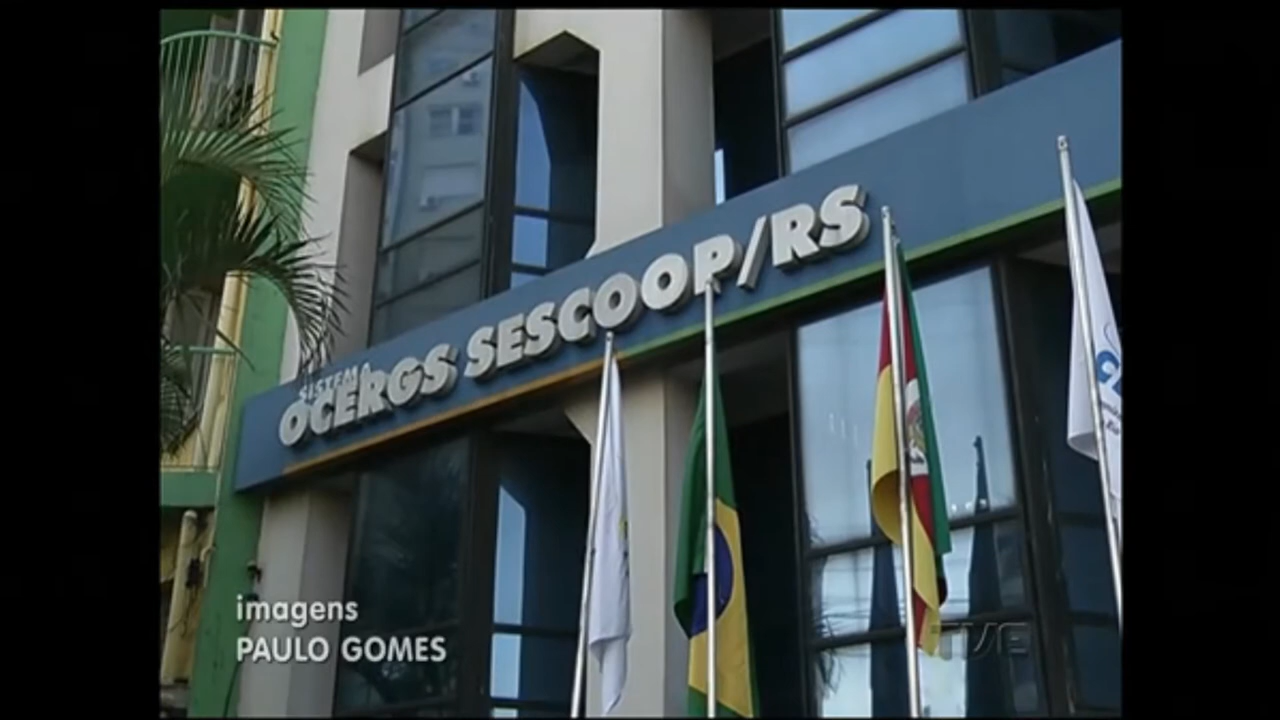 SISTEMA
OCERGS SESCOOP/RS
imagens
PAULO GOMES
TVE